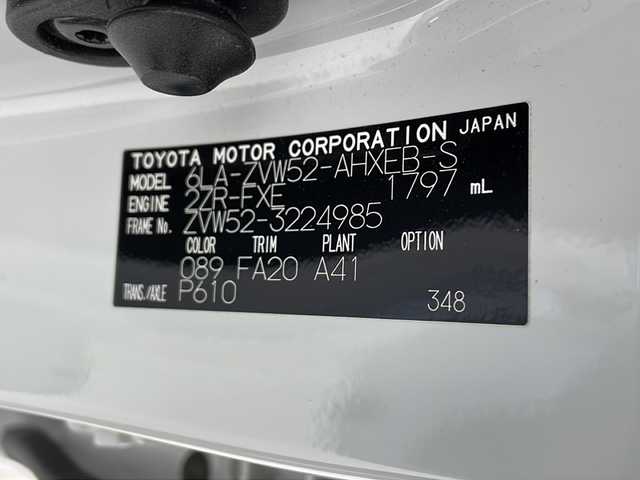 TOYOTA MOTOR CORPORATION JAPAN
MODEL 6LA-ZVW52-AHXEB-S
ENGINE 2ZR-FXE 1797 mL
FRAME No. ZVW52-3224985
COLOR TRIM PLANT OPTION
089 FA20 A41
TRANS./AXLE P610 348